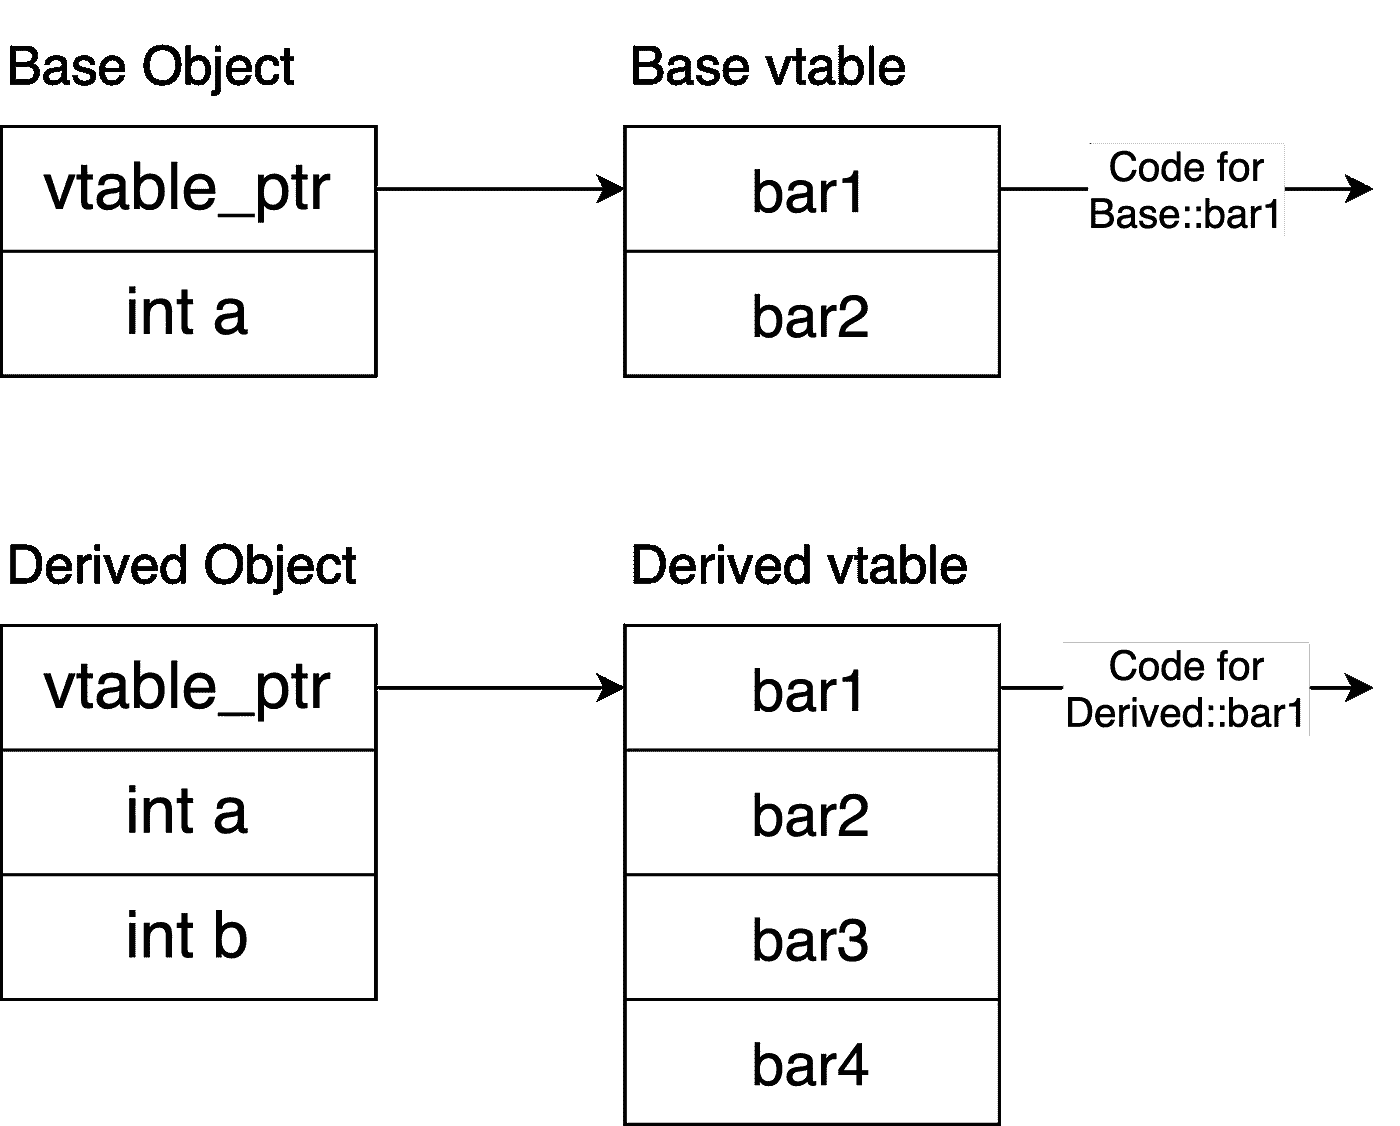 Base Object
Base vtable
vtable_ptr
int a
bar1
bar2
Code for
Base::bar1
Derived Object
Derived vtable
vtable_ptr
int a
int b
bar1
bar2
bar3
bar4
Code for
Derived::bar1